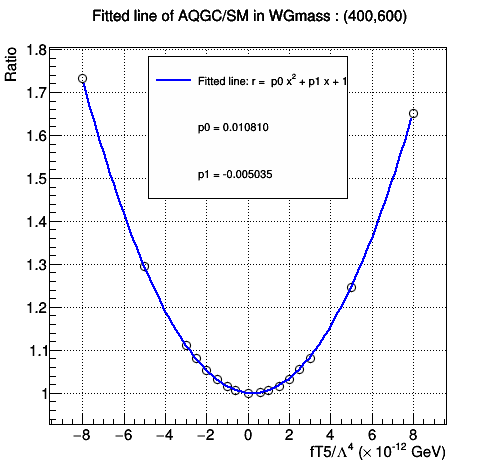 Fitted line of AQGC/SM in WGmass : (400,600)
Ratio
1.8
1.7
1.6
1.5
1.4
1.3
1.2
1.1
1
Fitted line: r = p0 x² + p1 x + 1
p0 = 0.010810
p1 = -0.005035
−8 −6 −4 −2 0 2 4 6 8
fT5/Λ⁴ (× 10⁻¹² GeV)